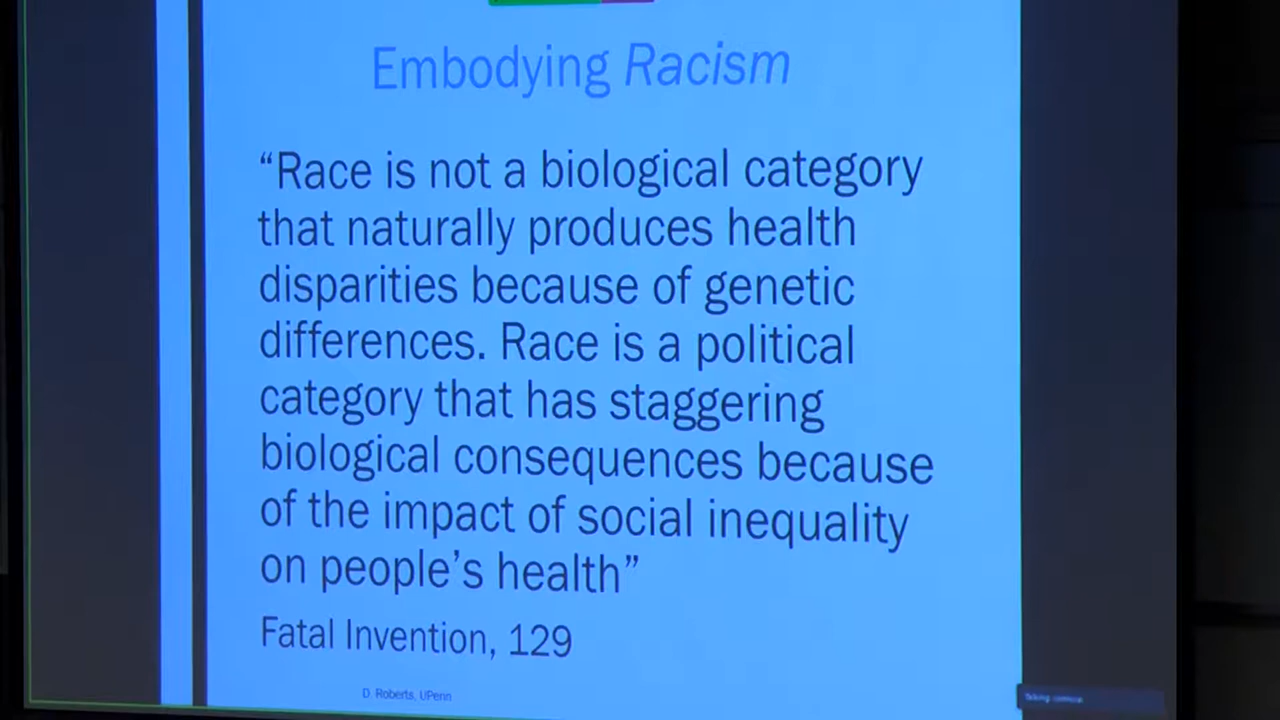 Embodying Racism
“Race is not a biological category
that naturally produces health
disparities because of genetic
differences. Race is a political
category that has staggering
biological consequences because
of the impact of social inequality
on people’s health”
Fatal Invention, 129
D. Roberts, UPenn